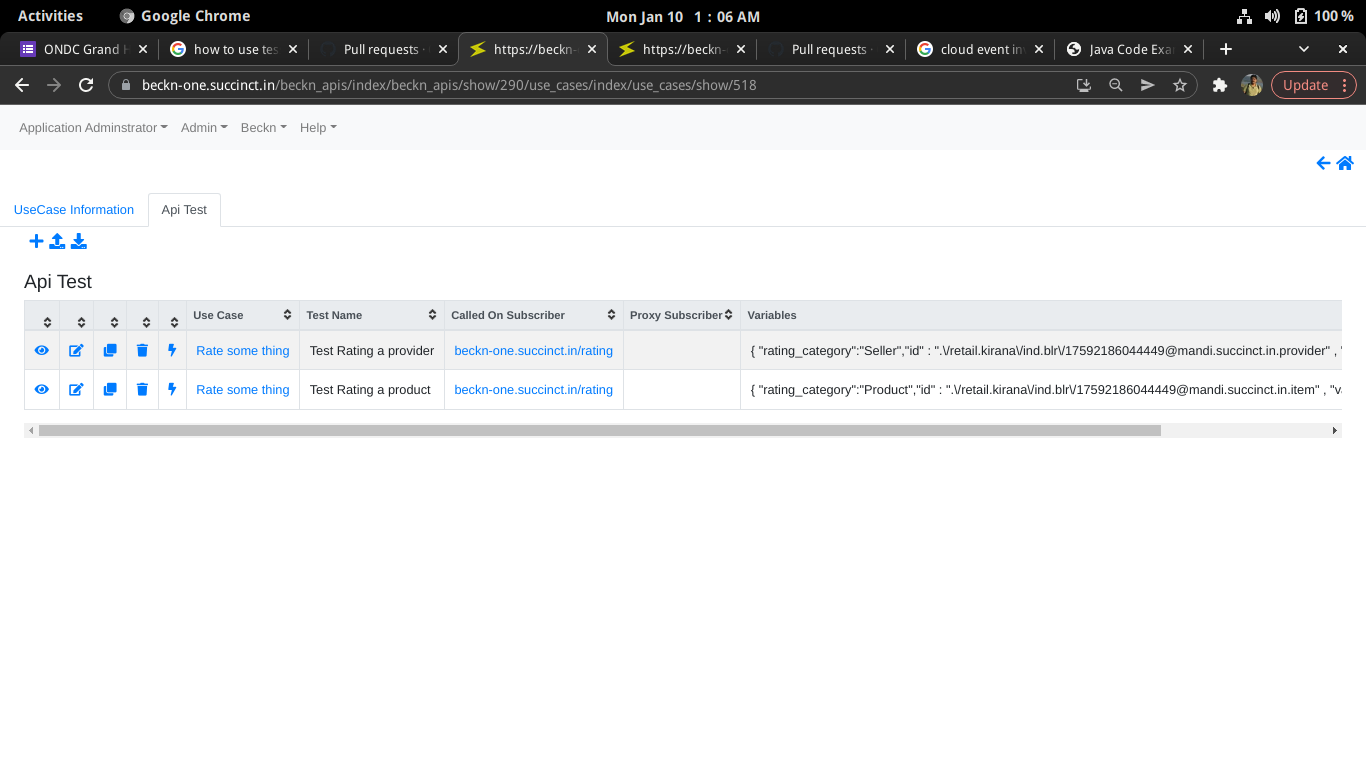 Activities Google Chrome Mon Jan 10 1 : 06 AM 100 %
ONDC Grand how to use tes Pull requests · https://beckn- https://beckn- Pull requests · cloud event in Java Code Exa
beckn-one.succinct.in/beckn_apis/index/beckn_apis/show/290/use_cases/index/use_cases/show/518 Update
Application Adminstrator Admin Beckn Help
UseCase Information Api Test
Api Test
Use Case Test Name Called On Subscriber Proxy Subscriber Variables
Rate some thing Test Rating a provider beckn-one.succinct.in/rating { "rating_category":"Seller","id" : ".\/retail.kirana\/ind.blr\/17592186044449@mandi.succinct.in.provider" , "
Rate some thing Test Rating a product beckn-one.succinct.in/rating { "rating_category":"Product","id" : ".\/retail.kirana\/ind.blr\/17592186044449@mandi.succinct.in.item" , "va